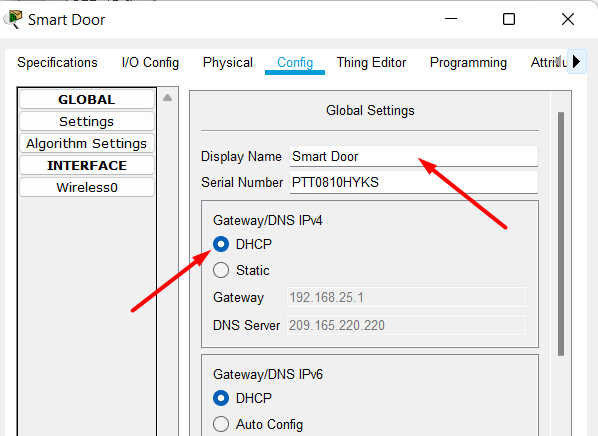 Smart Door
Specifications I/O Config Physical Config Thing Editor Programming
GLOBAL
Settings
Algorithm Settings
INTERFACE
Wireless0
Global Settings
Display Name Smart Door
Serial Number PTT0810HYKS
Gateway/DNS IPv4
DHCP
Static
Gateway 192.168.25.1
DNS Server 209.165.220.220
Gateway/DNS IPv6
DHCP
Auto Config